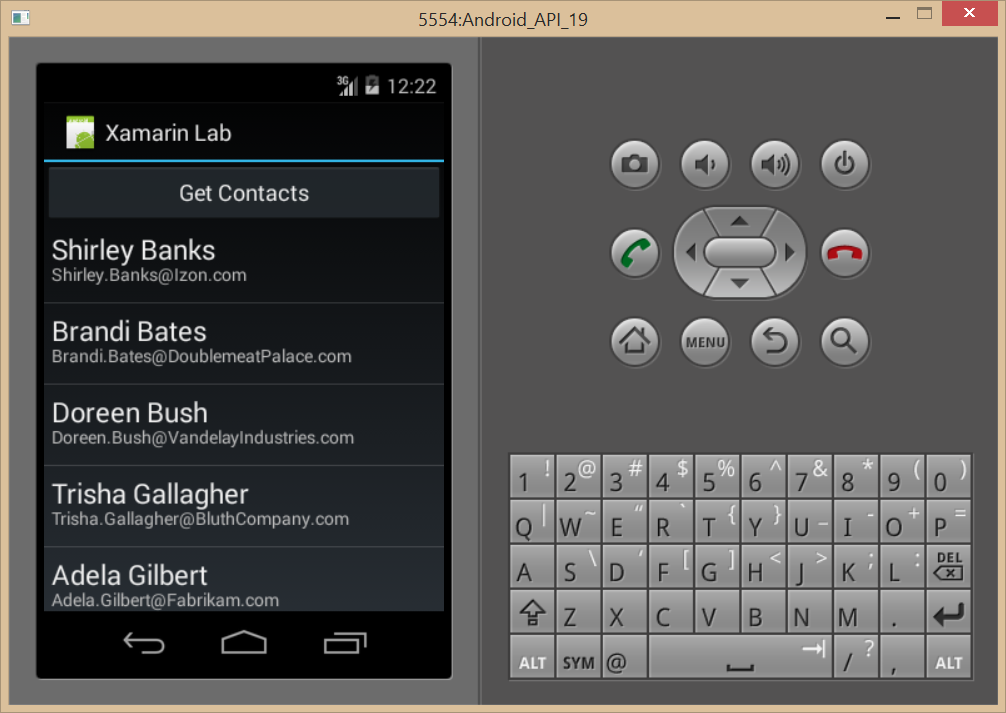 5554:Android_API_19
3G 12:22
Xamarin Lab
Get Contacts
Shirley Banks
Shirley.Banks@Izon.com
Brandi Bates
Brandi.Bates@DoublemeatPalace.com
Doreen Bush
Doreen.Bush@VandelayIndustries.com
Trisha Gallagher
Trisha.Gallagher@BluthCompany.com
Adela Gilbert
Adela.Gilbert@Fabrikam.com
MENU
1 ! 2 @ 3 # 4 $ 5 % 6 ^ 7 & 8 * 9 ( 0 )
Q | W ~ E “ R ` T { Y } U _ I - O + P =
A S \ D ‘ F [ G ] H < J > K ; L : DEL
Z X C V B N M .
ALT SYM @ / ? , ALT